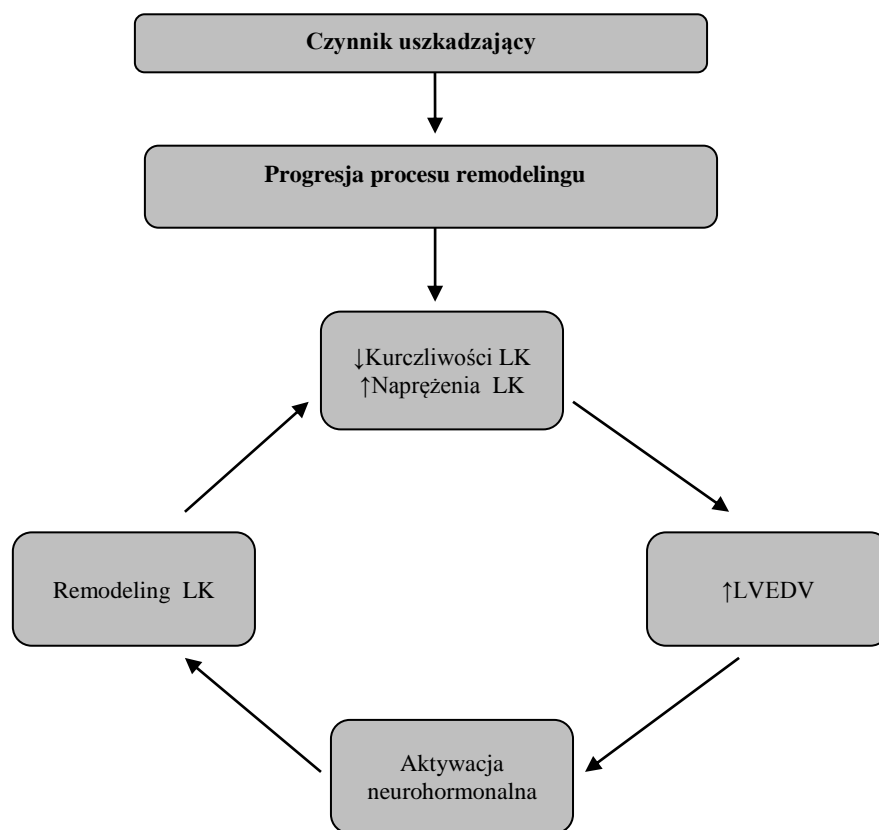 Czynnik uszkadzający
Progresja procesu remodelingu
↓Kurczliwości LK
↑Naprężenia LK
Remodeling LK
↑LVEDV
Aktywacja
neurohormonalna